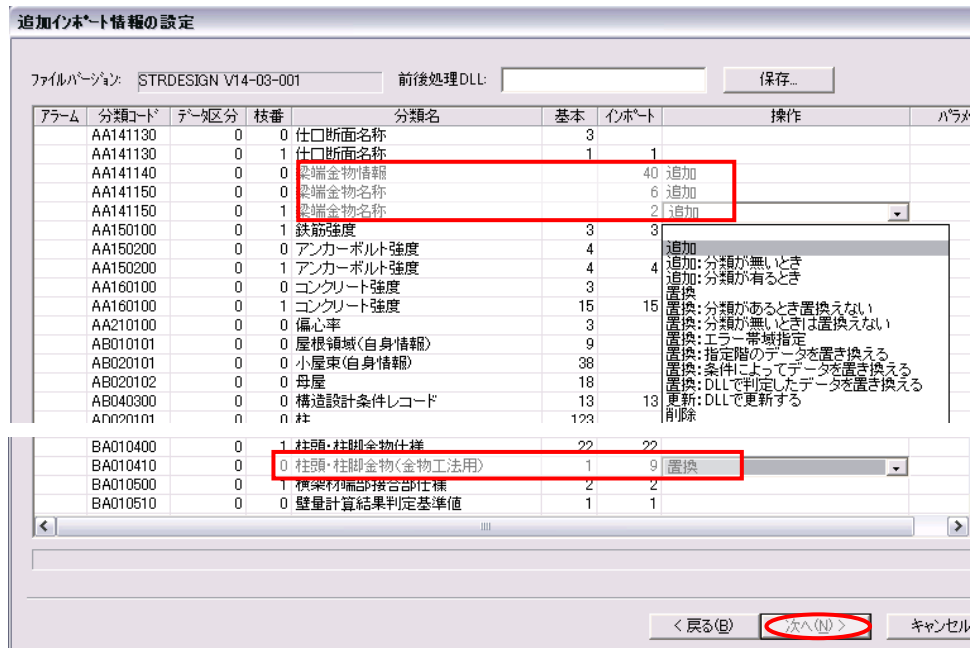 追加インポート情報の設定
ファイルバージョン: STRDESIGN V14-03-001 前後処理DLL: 保存...
アラーム 分類コード データ区分 枝番 分類名 基本 インポート 操作 パラメ
AA141130 0 0 仕口断面名称 3
AA141130 0 1 仕口断面名称 1 1
AA141140 0 0 梁端金物情報 40 追加
AA141150 0 0 梁端金物名称 6 追加
AA141150 0 1 梁端金物名称 2 追加
AA150100 0 1 鉄筋強度 3 3
AA150200 0 0 アンカーボルト強度 4 追加
AA150200 0 1 アンカーボルト強度 4 4 追加:分類が無いとき
追加:分類が有るとき
AA160100 0 0 コンクリート強度 3 置換
AA160100 0 1 コンクリート強度 15 15 置換:分類があるとき置換えない
置換:分類が無いときは置換えない
AA210100 0 0 偏心率 3
置換:エラー帯域指定
AB010101 0 0 屋根領域(自身情報) 9 置換:指定階のデータを置き換える
AB020101 0 0 小屋束(自身情報) 38 置換:条件によってデータを置き換える
AB020102 0 0 母屋 18 置換:DLLで判定したデータを置き換える
AB040300 0 0 構造設計条件レコード 13 13 更新:DLLで更新する
AD020101 0 0 柱 123 削除
BA010400 0 1 柱頭・柱脚金物仕様 22 22
BA010410 0 0 柱頭・柱脚金物(金物工法用) 1 9 置換
BA010500 0 1 横架材端部接合部仕様 2 2
BA010510 0 0 壁量計算結果判定基準値 1 1
< 戻る(B) 次へ(N) > キャンセル